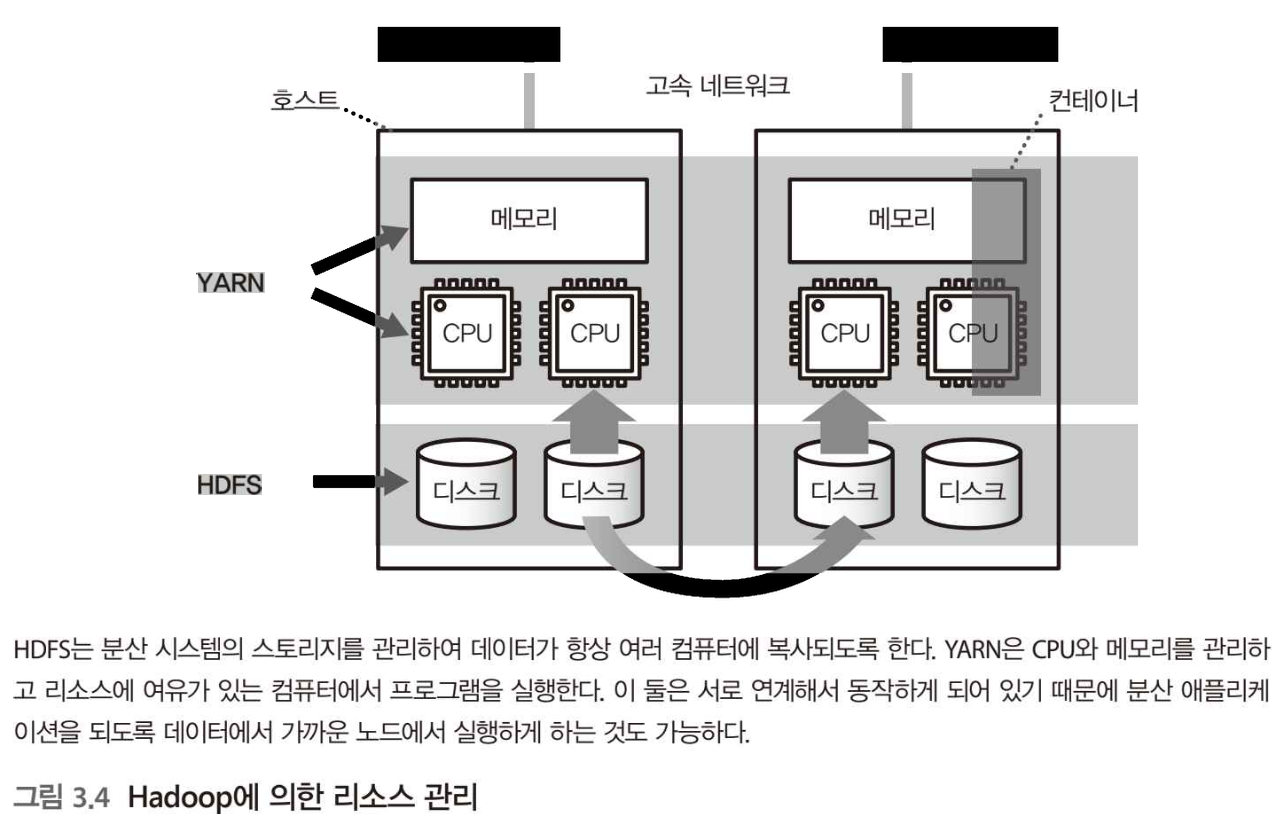 고속 네트워크
호스트
컨테이너
메모리
메모리
YARN
CPU
CPU
CPU
CPU
HDFS
디스크
디스크
디스크
디스크
HDFS는 분산 시스템의 스토리지를 관리하여 데이터가 항상 여러 컴퓨터에 복사되도록 한다. YARN은 CPU와 메모리를 관리하
고 리소스에 여유가 있는 컴퓨터에서 프로그램을 실행한다. 이 둘은 서로 연계해서 동작하게 되어 있기 때문에 분산 애플리케
이션을 되도록 데이터에서 가까운 노드에서 실행하게 하는 것도 가능하다.
그림 3.4 Hadoop에 의한 리소스 관리